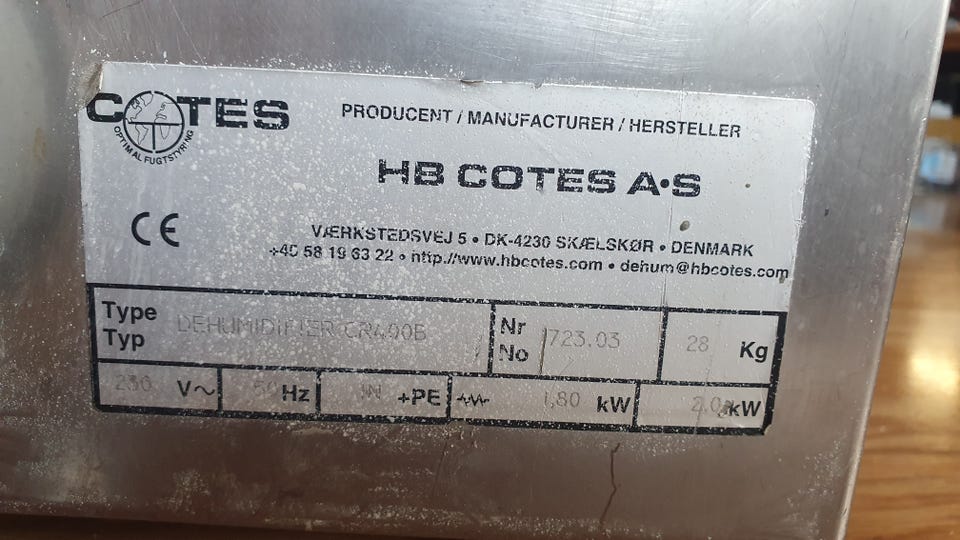 COTES
OPTIMAL FUGTSTYRING
PRODUCENT / MANUFACTURER / HERSTELLER
HB COTES A·S
CE
VÆRKSTEDSVEJ 5 • DK-4230 SKÆLSKØR • DENMARK
+45 58 19 63 22 • http://www.hbcotes.com • dehum@hbcotes.com
Type
Typ
DEHUMIDIFIER CR400B
Nr
No
723.03
28 Kg
230 V~ 50 Hz 1N +PE 1,80 kW kW